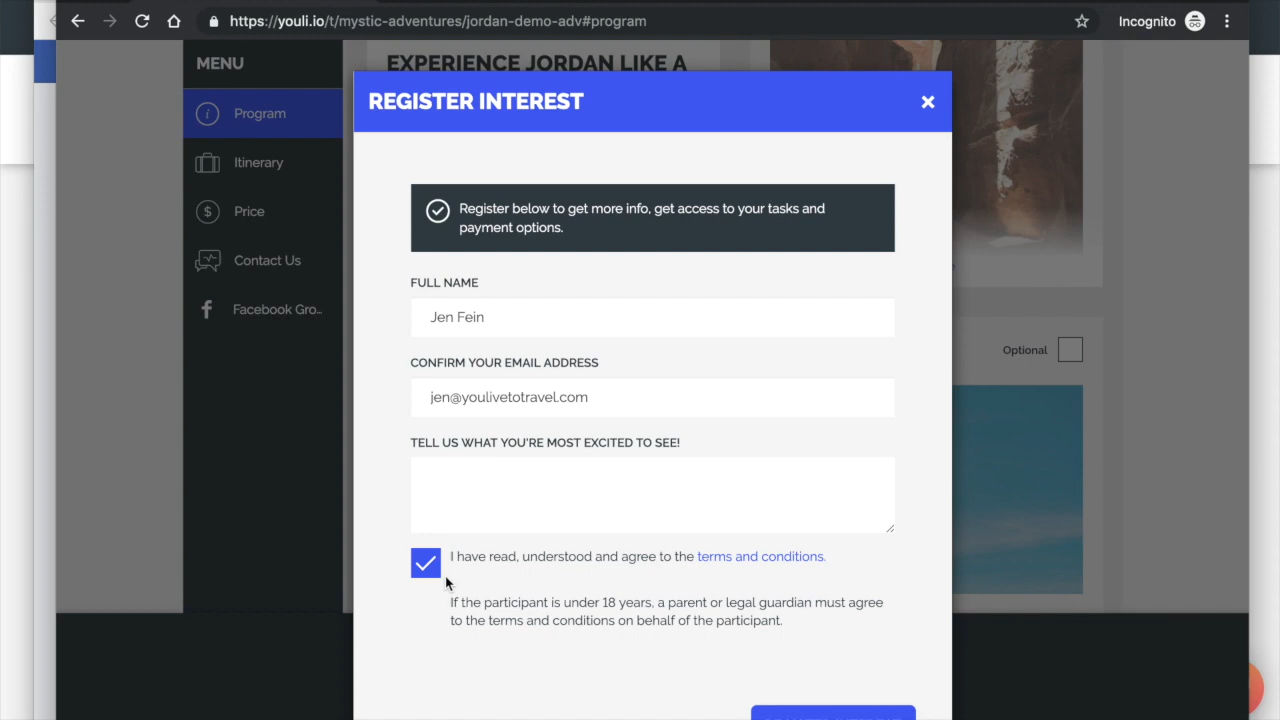 https://youli.io/t/mystic-adventures/jordan-demo-adv#program
Incognito
MENU
Program
Itinerary
Price
Contact Us
Facebook Gro...
EXPERIENCE JORDAN LIKE A
REGISTER INTEREST
Register below to get more info, get access to your tasks and
payment options.
FULL NAME
Jen Fein
CONFIRM YOUR EMAIL ADDRESS
jen@youlivetotravel.com
TELL US WHAT YOU'RE MOST EXCITED TO SEE!
I have read, understood and agree to the terms and conditions.
If the participant is under 18 years, a parent or legal guardian must agree
to the terms and conditions on behalf of the participant.
Optional